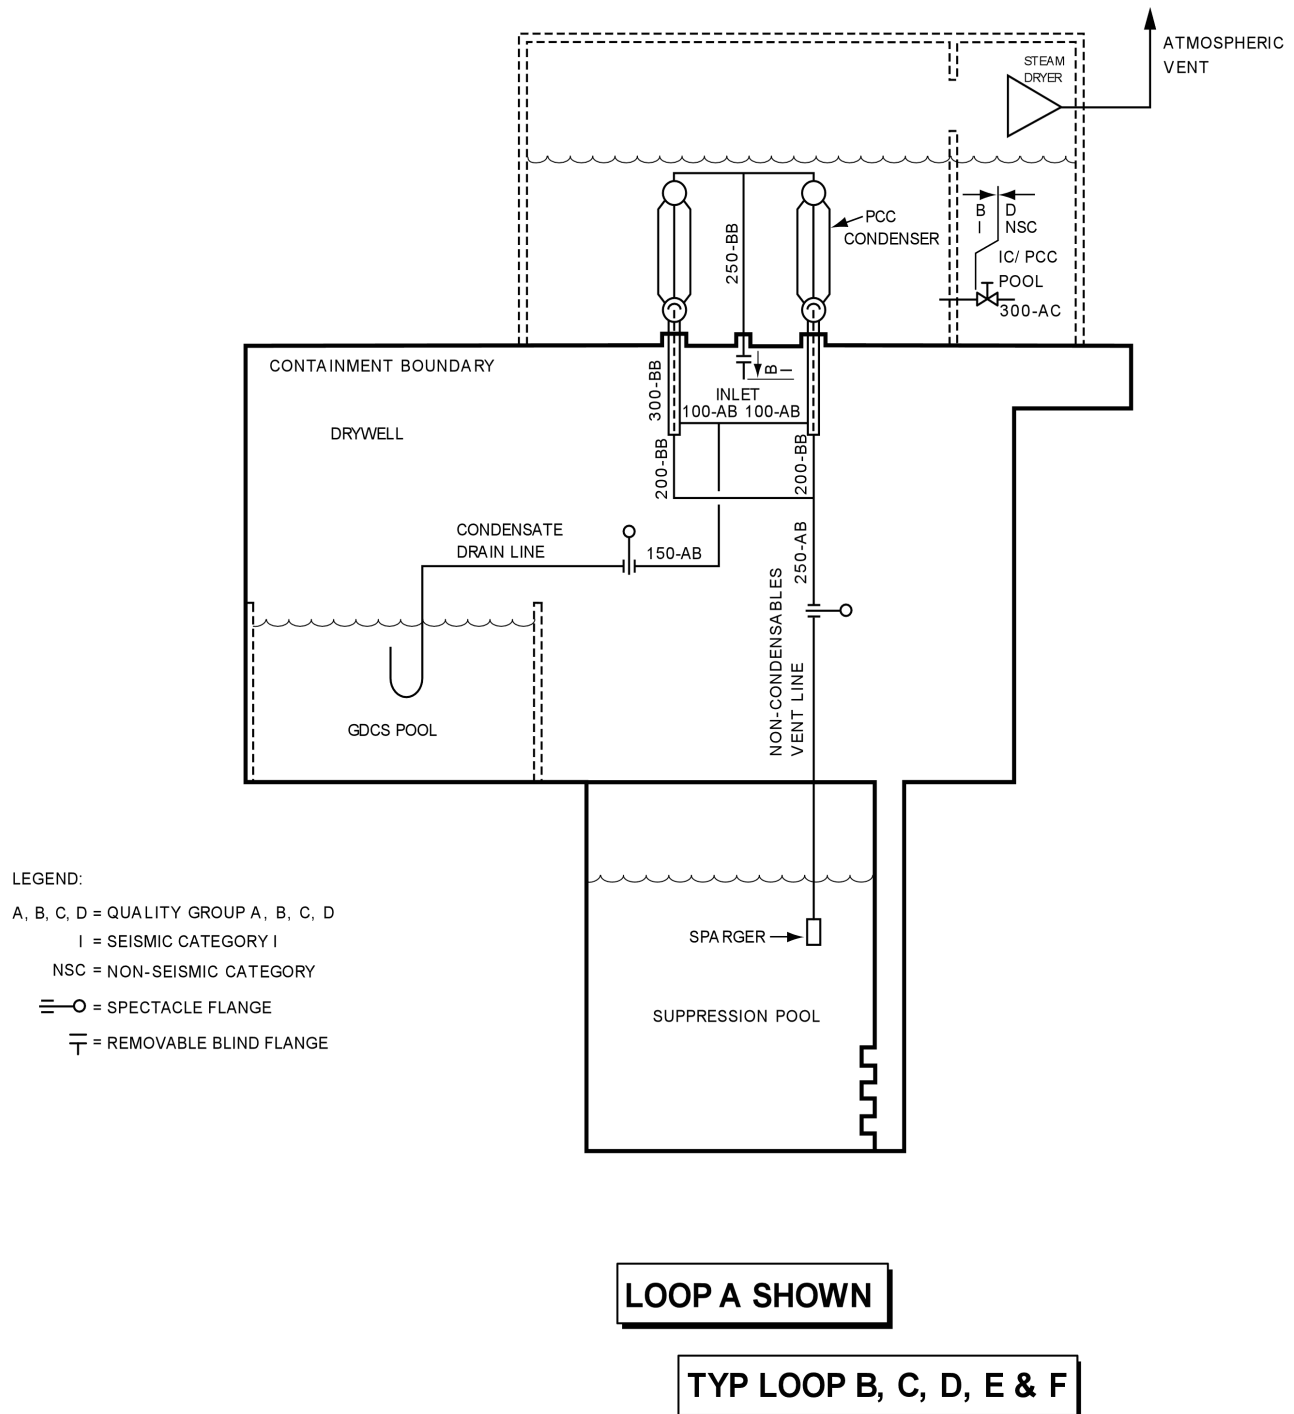 ATMOSPHERIC
VENT
STEAM
DRYER
B
I
D
NSC
IC/ PCC
POOL
300-AC
PCC
CONDENSER
250-BB
CONTAINMENT BOUNDARY
300-BB
B
I
INLET
100-AB 100-AB
DRYWELL
200-BB
200-BB
CONDENSATE
DRAIN LINE
150-AB
250-AB
NON-CONDENSABLES
VENT LINE
GDCS POOL
SPARGER
SUPPRESSION POOL
LEGEND:
A, B, C, D = QUALITY GROUP A, B, C, D
I = SEISMIC CATEGORY I
NSC = NON-SEISMIC CATEGORY
= SPECTACLE FLANGE
= REMOVABLE BLIND FLANGE
LOOP A SHOWN
TYP LOOP B, C, D, E & F